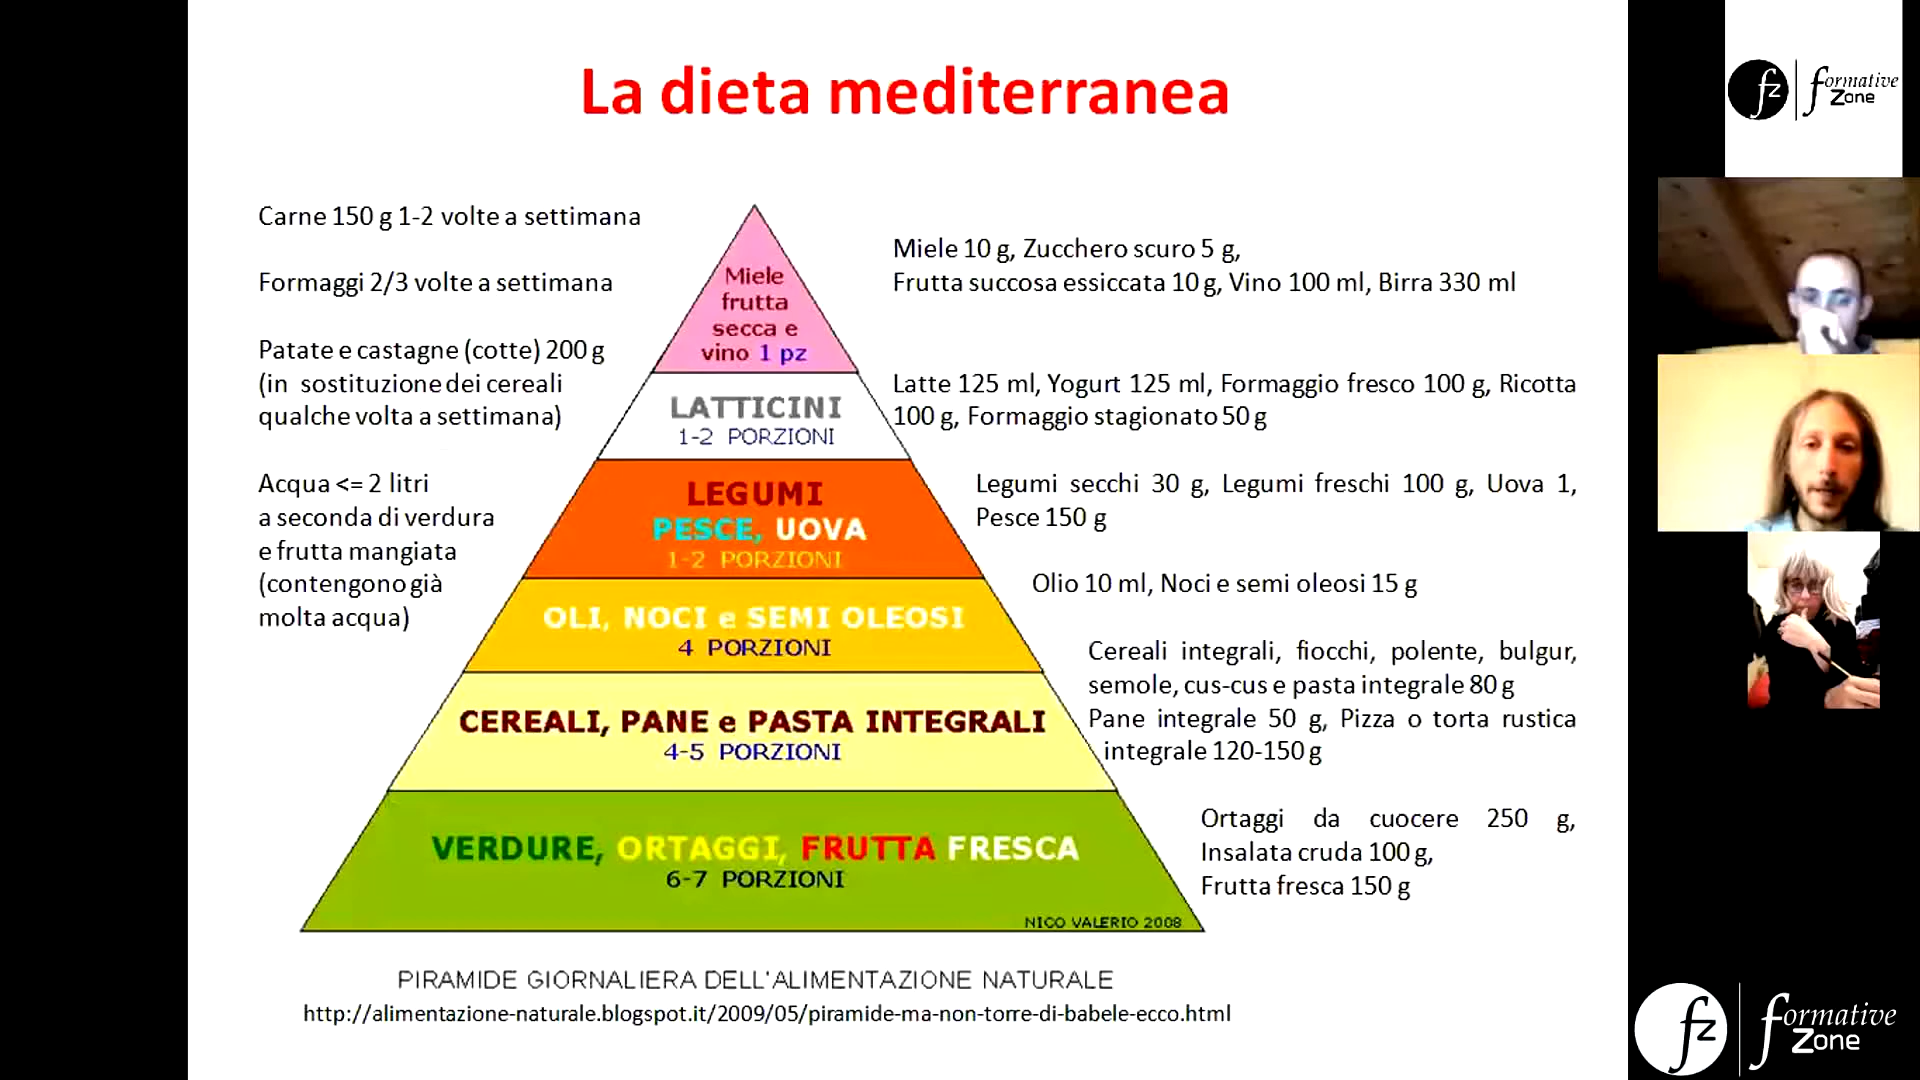 La dieta mediterranea
Carne 150 g 1-2 volte a settimana
Formaggi 2/3 volte a settimana
Patate e castagne (cotte) 200 g
(in sostituzione dei cereali
qualche volta a settimana)
Acqua <= 2 litri
a seconda di verdura
e frutta mangiata
(contengono già
molta acqua)
Miele
frutta
secca e
vino 1 pz
LATTICINI
1-2 PORZIONI
LEGUMI
PESCE, UOVA
1-2 PORZIONI
OLI, NOCI e SEMI OLEOSI
4 PORZIONI
CEREALI, PANE e PASTA INTEGRALI
4-5 PORZIONI
VERDURE, ORTAGGI, FRUTTA FRESCA
6-7 PORZIONI
NICO VALERIO 2008
Miele 10 g, Zucchero scuro 5 g,
Frutta succosa essiccata 10 g, Vino 100 ml, Birra 330 ml
Latte 125 ml, Yogurt 125 ml, Formaggio fresco 100 g, Ricotta
100 g, Formaggio stagionato 50 g
Legumi secchi 30 g, Legumi freschi 100 g, Uova 1,
Pesce 150 g
Olio 10 ml, Noci e semi oleosi 15 g
Cereali integrali, fiocchi, polente, bulgur,
semole, cus-cus e pasta integrale 80 g
Pane integrale 50 g, Pizza o torta rustica
integrale 120-150 g
Ortaggi da cuocere 250 g,
Insalata cruda 100 g,
Frutta fresca 150 g
PIRAMIDE GIORNALIERA DELL'ALIMENTAZIONE NATURALE
http://alimentazione-naturale.blogspot.it/2009/05/piramide-ma-non-torre-di-babele-ecco.html
fz formative
Zone
fz formative
Zone